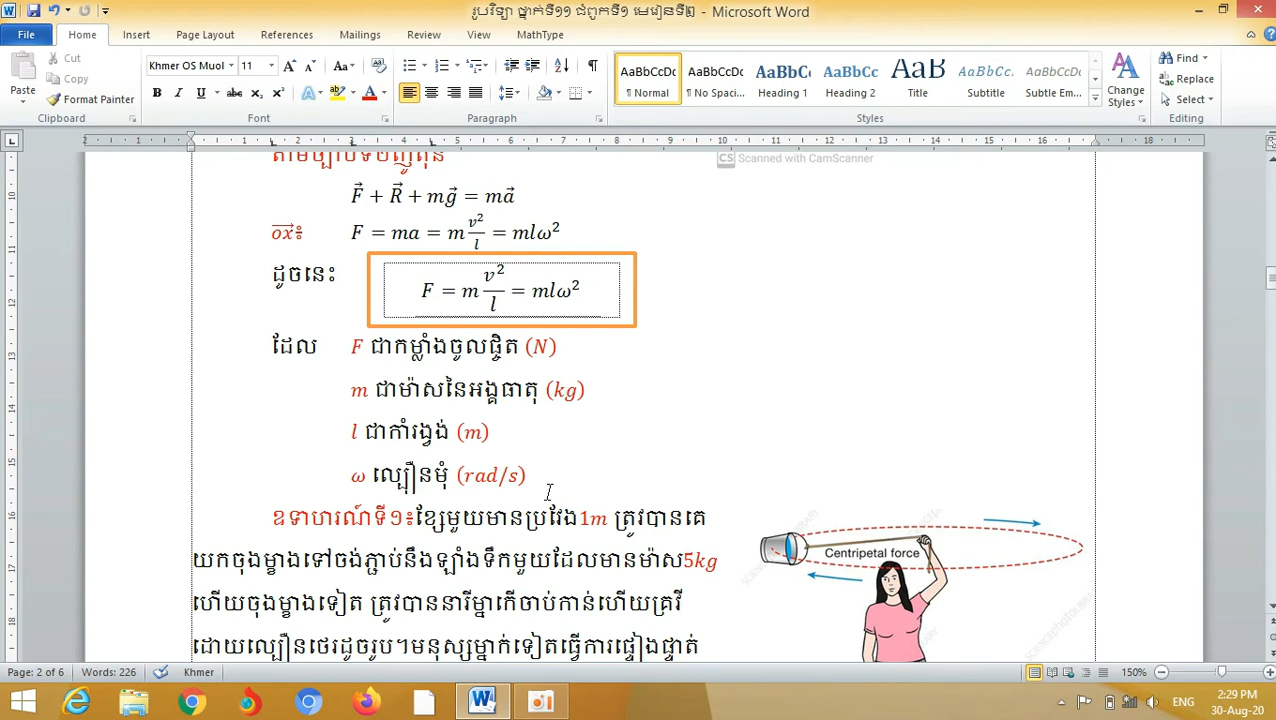 រូបវិទ្យា ថ្នាក់ទី១១ ជំពូកទី១ មេរៀនទី២ - Microsoft Word
File Home Insert Page Layout References Mailings Review View MathType
Cut
Copy
Format Painter
Paste
Clipboard
Khmer OS Muol 11
Font
Paragraph
AaBbCcDc AaBbCcDc AaBbC AaBbCc AaB AaBbCc. AaBbCcDc
¶ Normal ¶ No Spaci... Heading 1 Heading 2 Title Subtitle Subtle Em...
Styles
Change Styles
Find
Replace
Select
Editing
តាមច្បាប់ទី២ញូតុន
CS Scanned with CamScanner
F⃗ + R⃗ + mg⃗ = ma⃗
ox⃗៖ F = ma = m v²/l = mlω²
ដូចនេះ F = m v²/l = mlω²
ដែល F ជាកម្លាំងចូលផ្ចិត (N)
m ជាម៉ាសនៃអង្គធាតុ (kg)
l ជាកាំរង្វង់ (m)
ω ល្បឿនមុំ (rad/s)
ឧទាហរណ៍ទី១៖ខ្សែមួយមានប្រវែង1m ត្រូវបានគេ
យកចុងម្ខាងទៅចង់ភ្ជាប់នឹងឡាំងទឹកមួយដែលមានម៉ាស5kg
ហើយចុងម្ខាងទៀត ត្រូវបាននារីម្នាកើចាប់កាន់ហើយគ្រវី
ដោយល្បឿនថេរដូចរូប។មនុស្សម្នាក់ទៀតធ្វើការផ្ទៀងផ្ទាត់
Centripetal force
Page: 2 of 6 Words: 226 Khmer 150%
ENG 2:29 PM
30-Aug-20